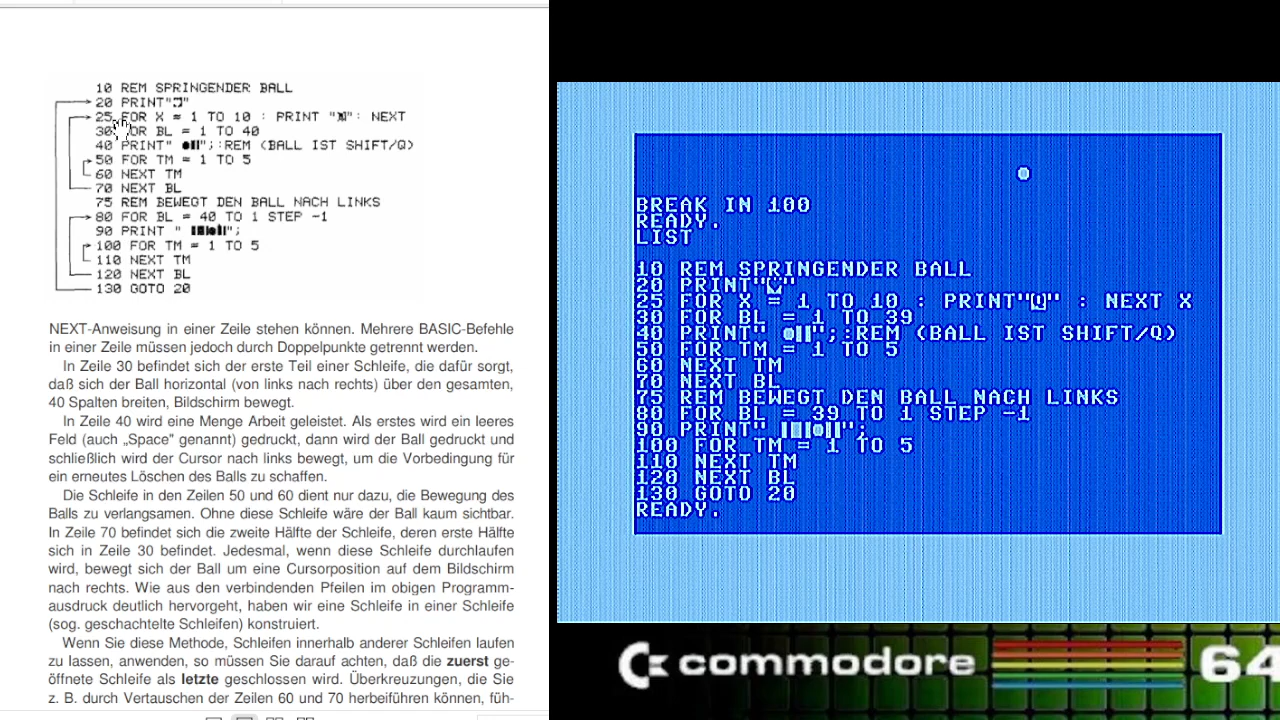 10 REM SPRINGENDER BALL
20 PRINT"
25 FOR X = 1 TO 10 : PRINT " ": NEXT
30 FOR BL = 1 TO 40
40 PRINT" ●▮▮";:REM (BALL IST SHIFT/Q)
50 FOR TM = 1 TO 5
60 NEXT TM
70 NEXT BL
75 REM BEWEGT DEN BALL NACH LINKS
80 FOR BL = 40 TO 1 STEP -1
90 PRINT " ▮▮●▮";
100 FOR TM = 1 TO 5
110 NEXT TM
120 NEXT BL
130 GOTO 20
NEXT-Anweisung in einer Zeile stehen können. Mehrere BASIC-Befehle
in einer Zeile müssen jedoch durch Doppelpunkte getrennt werden.
In Zeile 30 befindet sich der erste Teil einer Schleife, die dafür sorgt,
daß sich der Ball horizontal (von links nach rechts) über den gesamten,
40 Spalten breiten, Bildschirm bewegt.
In Zeile 40 wird eine Menge Arbeit geleistet. Als erstes wird ein leeres
Feld (auch „Space" genannt) gedruckt, dann wird der Ball gedruckt und
schließlich wird der Cursor nach links bewegt, um die Vorbedingung für
ein erneutes Löschen des Balls zu schaffen.
Die Schleife in den Zeilen 50 und 60 dient nur dazu, die Bewegung des
Balls zu verlangsamen. Ohne diese Schleife wäre der Ball kaum sichtbar.
In Zeile 70 befindet sich die zweite Hälfte der Schleife, deren erste Hälfte
sich in Zeile 30 befindet. Jedesmal, wenn diese Schleife durchlaufen
wird, bewegt sich der Ball um eine Cursorposition auf dem Bildschirm
nach rechts. Wie aus den verbindenden Pfeilen im obigen Programm-
ausdruck deutlich hervorgeht, haben wir eine Schleife in einer Schleife
(sog. geschachtelte Schleifen) konstruiert.
Wenn Sie diese Methode, Schleifen innerhalb anderer Schleifen laufen
zu lassen, anwenden, so müssen Sie darauf achten, daß die zuerst ge-
öffnete Schleife als letzte geschlossen wird. Überkreuzungen, die Sie
z. B. durch Vertauschen der Zeilen 60 und 70 herbeiführen können, füh-
BREAK IN 100
READY.
LIST
10 REM SPRINGENDER BALL
20 PRINT"♥"
25 FOR X = 1 TO 10 : PRINT"Q" : NEXT X
30 FOR BL = 1 TO 39
40 PRINT" ●▮▮";:REM (BALL IST SHIFT/Q)
50 FOR TM = 1 TO 5
60 NEXT TM
70 NEXT BL
75 REM BEWEGT DEN BALL NACH LINKS
80 FOR BL = 39 TO 1 STEP -1
90 PRINT" ▮▮●▮";
100 FOR TM = 1 TO 5
110 NEXT TM
120 NEXT BL
130 GOTO 20
READY.
commodore 64